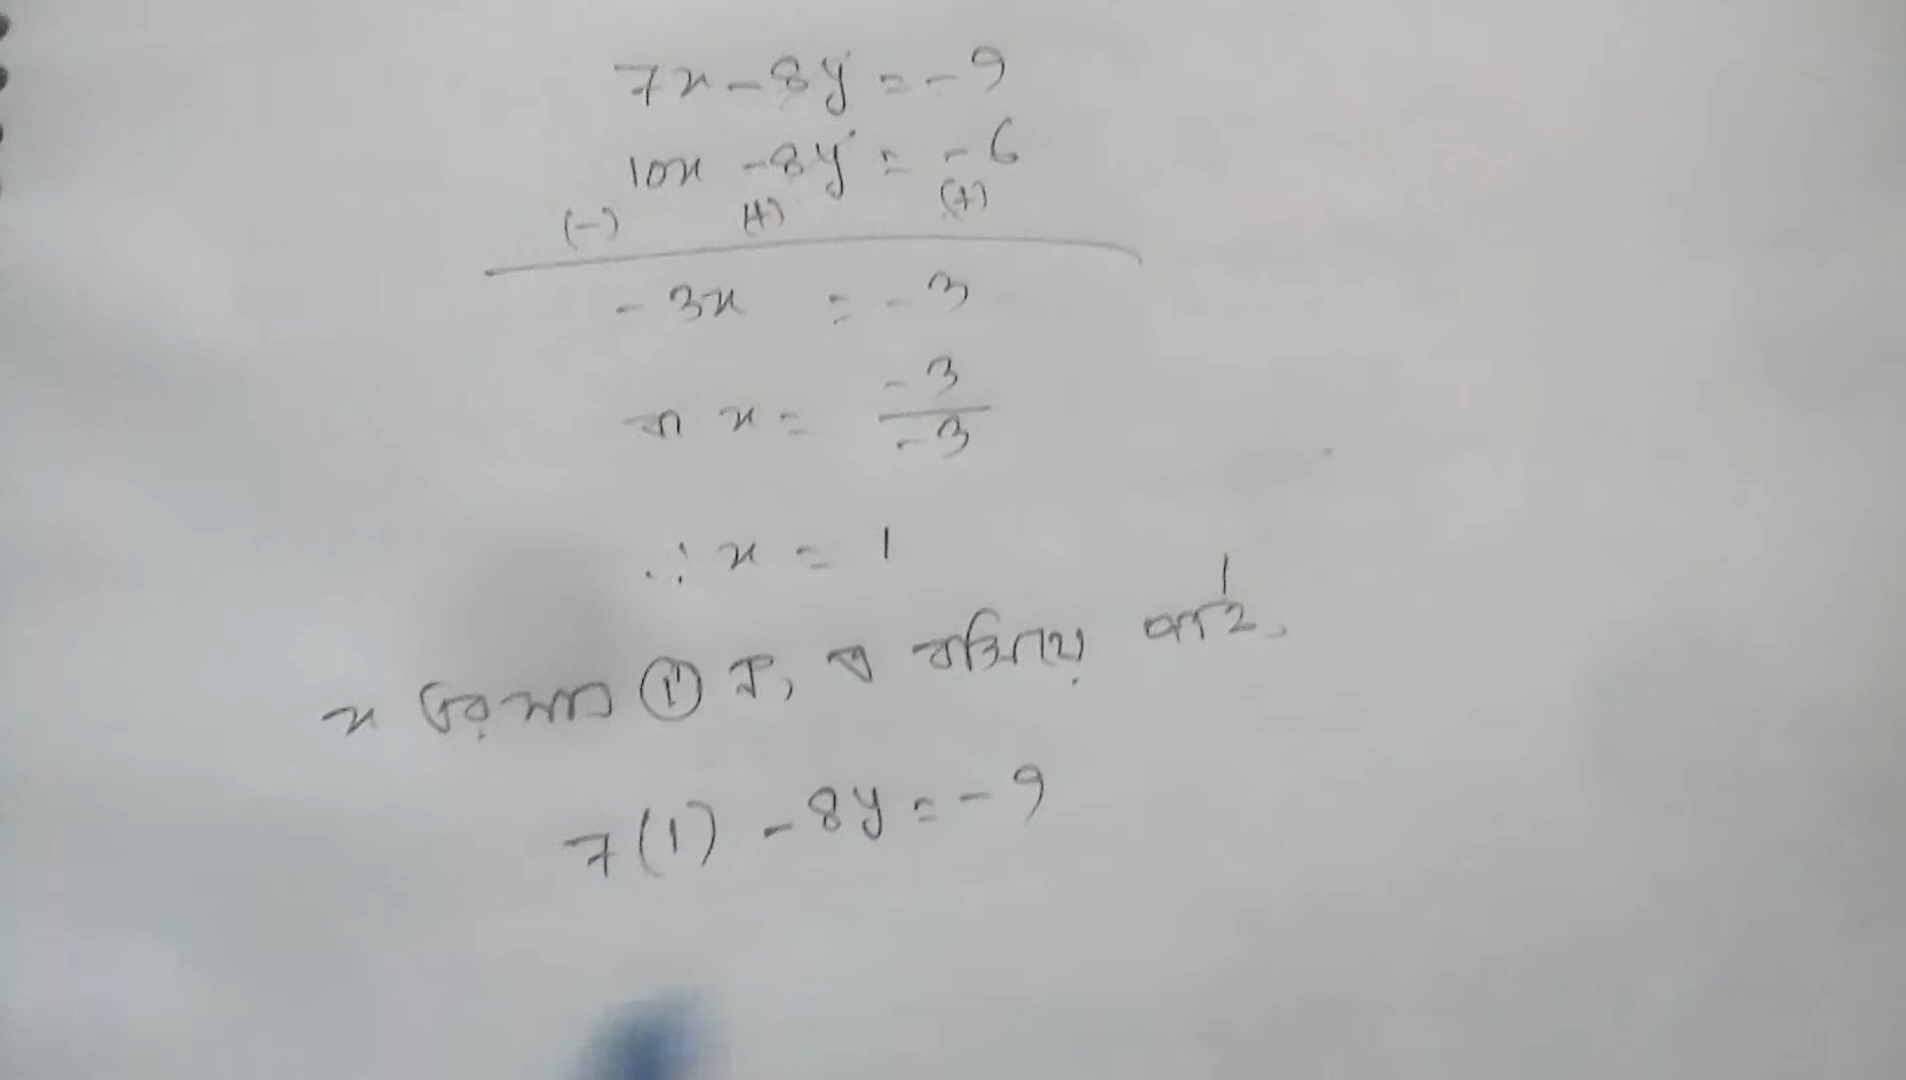 7x - 8y = -9
10x - 8y = -6
(-) (+) (+)
-3x = -3
বা x = -3/-3
∴ x = 1
x এর মান ① ক, এ বসিয়ে পাই,
7(1) - 8y = -9